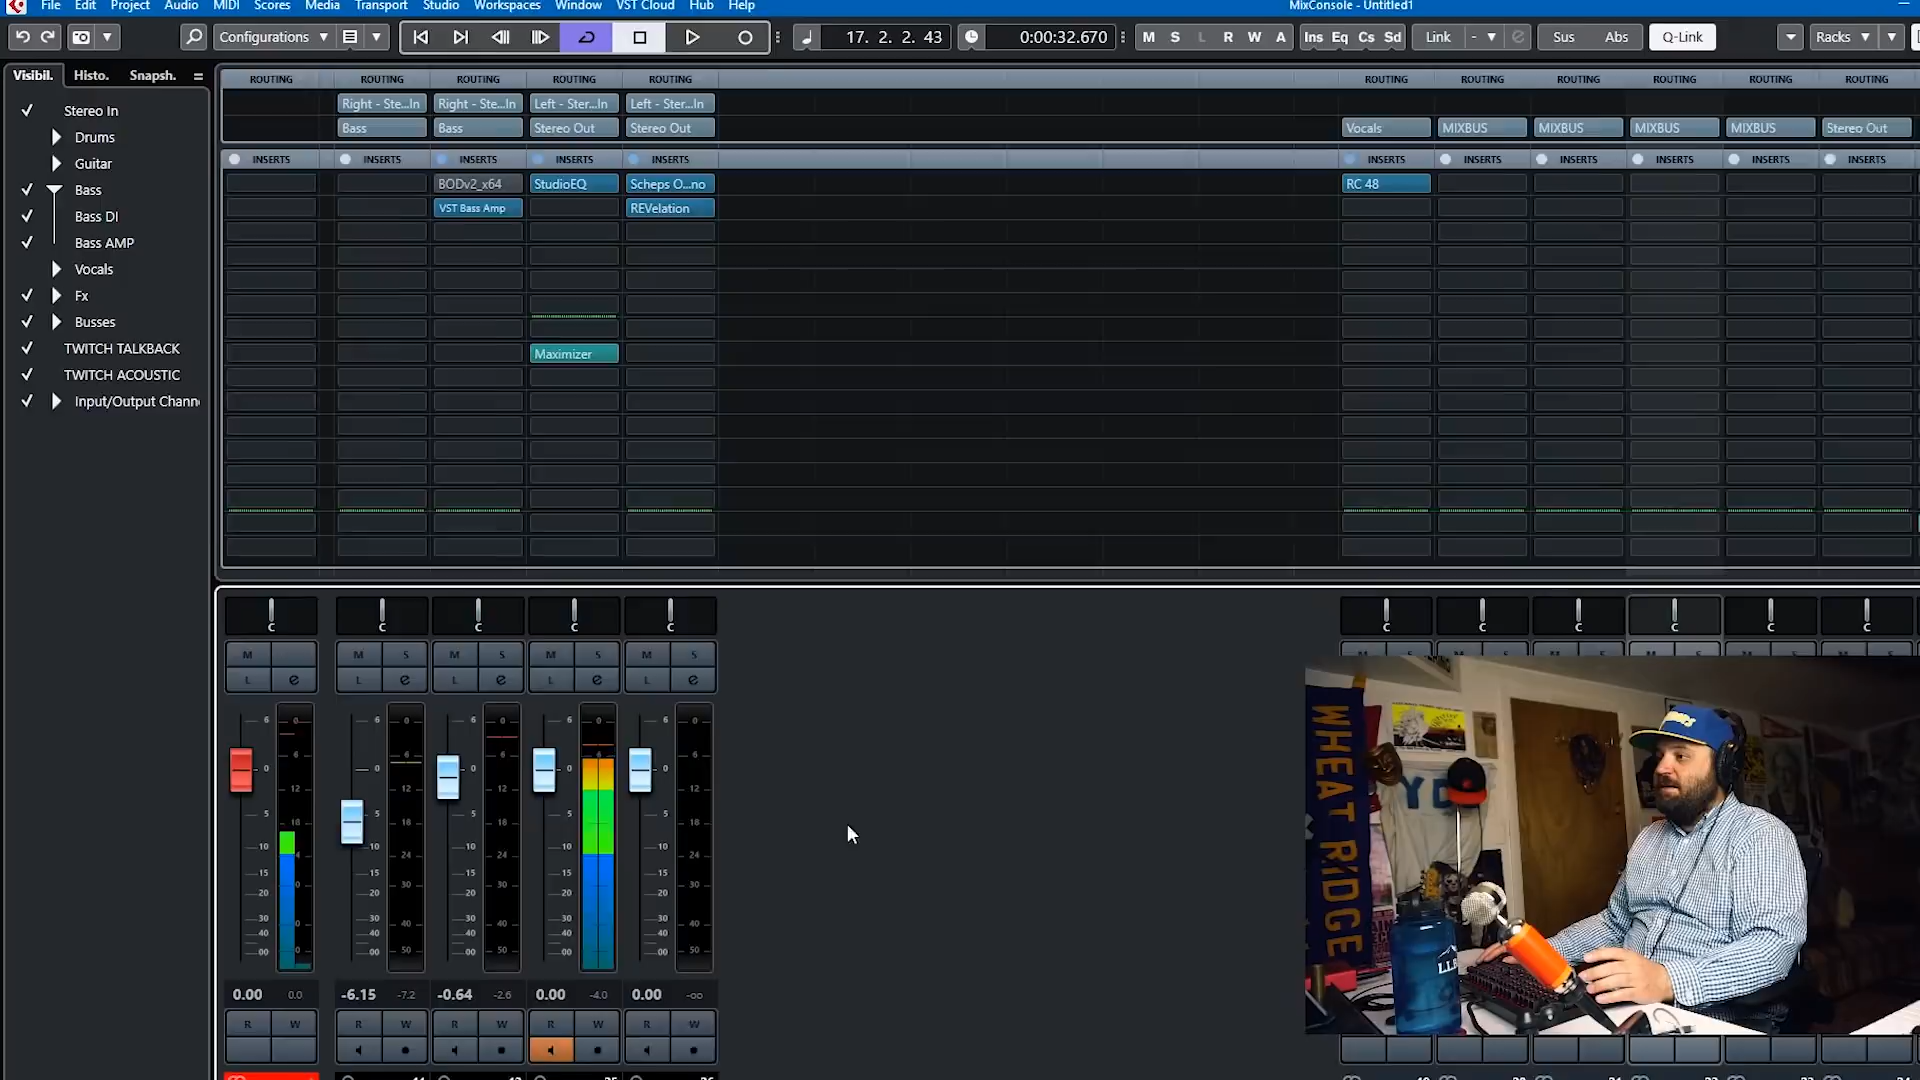 File Edit Project Audio MIDI Scores Media Transport Studio Workspaces Window VST Cloud Hub Help MixConsole - Untitled1
Configurations 17. 2. 2. 43 0:00:32.670 M S L R W A Ins Eq Cs Sd Link - Sus Abs Q-Link Racks
Visibil. Histo. Snapsh.
ROUTING ROUTING ROUTING ROUTING ROUTING ROUTING ROUTING ROUTING ROUTING ROUTING ROUTING
Right - Ste...In Right - Ste...In Left - Ster...In Left - Ster...In
Bass Bass Stereo Out Stereo Out Vocals MIXBUS MIXBUS MIXBUS MIXBUS Stereo Out
INSERTS INSERTS INSERTS INSERTS INSERTS INSERTS INSERTS INSERTS INSERTS INSERTS INSERTS
BODv2_x64 StudioEQ Scheps O...no RC 48
VST Bass Amp REVelation
Maximizer
Stereo In
Drums
Guitar
Bass
Bass DI
Bass AMP
Vocals
Fx
Busses
TWITCH TALKBACK
TWITCH ACOUSTIC
Input/Output Chann
C C C C C C C C C C C
M M S M S M S M S
L e L e L e L e L e
0.00 0.0 -6.15 -7.2 -0.64 -2.6 0.00 -4.0 0.00 -oo
R W R W R W R W R W
WHEAT RIDGE